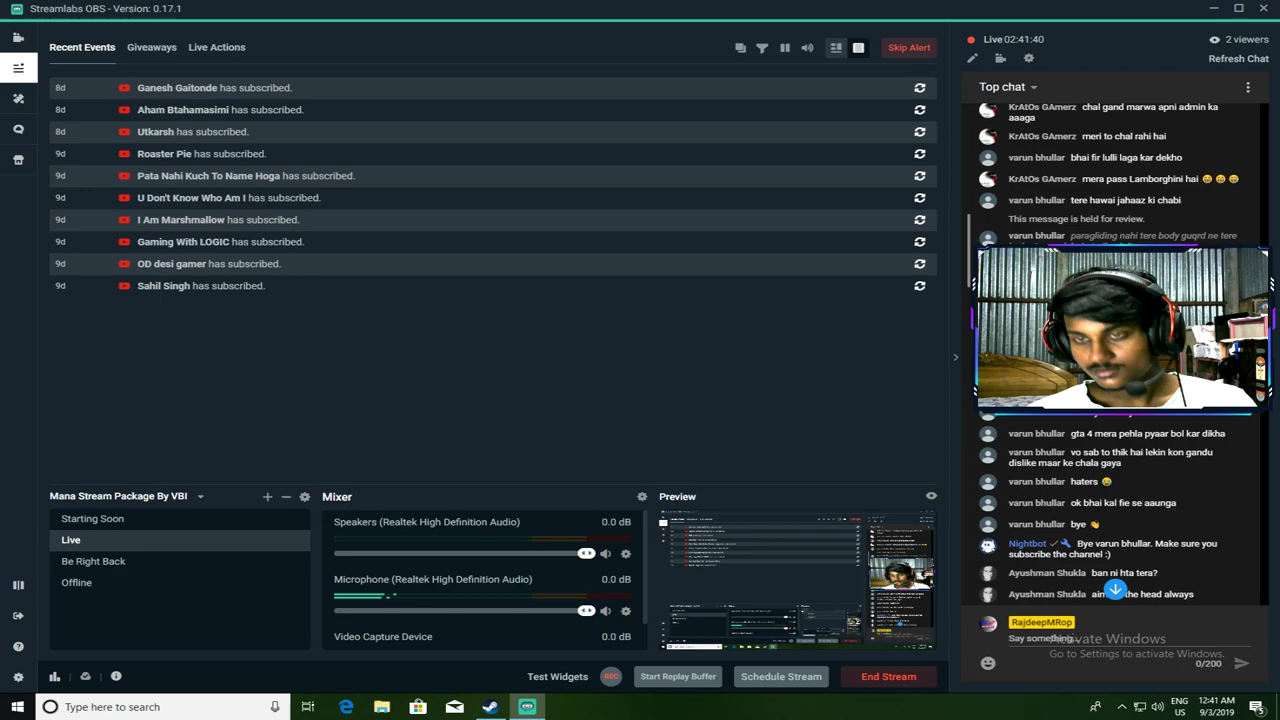 Streamlabs OBS - Version: 0.17.1
Recent Events
Giveaways
Live Actions
Skip Alert
8d Ganesh Gaitonde has subscribed.
8d Aham Btahamasimi has subscribed.
8d Utkarsh has subscribed.
9d Roaster Pie has subscribed.
9d Pata Nahi Kuch To Name Hoga has subscribed.
9d U Don't Know Who Am I has subscribed.
9d I Am Marshmallow has subscribed.
9d Gaming With LOGIC has subscribed.
9d OD desi gamer has subscribed.
9d Sahil Singh has subscribed.
Mana Stream Package By VBI
Starting Soon
Live
Be Right Back
Offline
Mixer
Speakers (Realtek High Definition Audio) 0.0 dB
Microphone (Realtek High Definition Audio) 0.0 dB
Video Capture Device 0.0 dB
Preview
Test Widgets
REC
Start Replay Buffer
Schedule Stream
End Stream
Live 02:41:40
2 viewers
Refresh Chat
Top chat
KrAtOs GAmerz chal gand marwa apni admin ka
aaaga
KrAtOs GAmerz meri to chal rahi hai
varun bhullar bhai fir lulli laga kar dekho
KrAtOs GAmerz mera pass Lamborghini hai 😄 😄 😄
varun bhullar tere hawai jahaaz ki chabi
This message is held for review.
varun bhullar paragliding nahi tere body guqrd ne tere
varun bhullar gta 4 mera pehla pyaar bol kar dikha
varun bhullar vo sab to thik hai lekin kon gandu
dislike maar ke chala gaya
varun bhullar haters 😂
varun bhullar ok bhai kal fie se aaunga
varun bhullar bye 👋
Nightbot Bye varun bhullar. Make sure you
subscribe the channel :)
Ayushman Shukla ban ni hta tera?
Ayushman Shukla the head always
RajdeepMRop
Say something...
0/200
Activate Windows
Go to Settings to activate Windows.
Type here to search
ENG
US
12:41 AM
9/3/2019
5